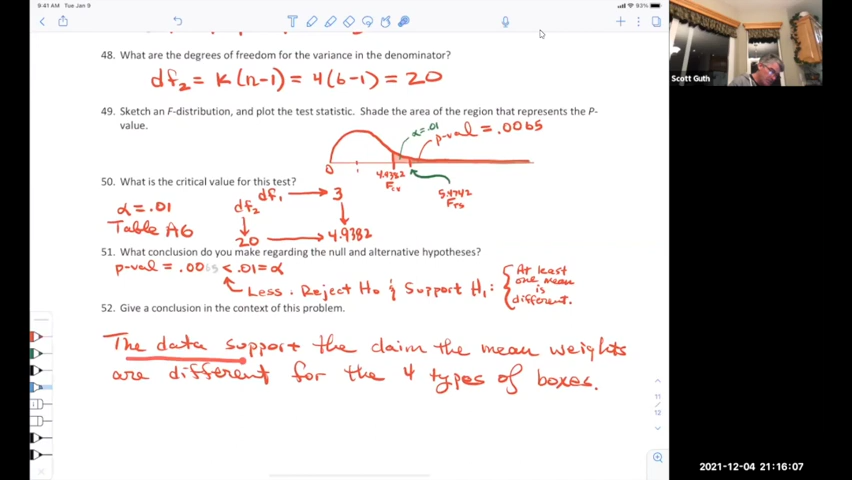 9:41 AM Tue Jan 9
93%
48. What are the degrees of freedom for the variance in the denominator?
df₂ = K(n-1) = 4(6-1) = 20
49. Sketch an F-distribution, and plot the test statistic. Shade the area of the region that represents the P-
value.
α=.01
p-val = .0065
0
1
4.9382
Fcv
5.4742
FTS
50. What is the critical value for this test?
α = .01
Table A6
df₁ → 3
df₂
20 → 4.9382
51. What conclusion do you make regarding the null and alternative hypotheses?
p-val = .0065 < .01 = α
Less. Reject H₀ & Support H₁:
At least
one mean
is
different.
52. Give a conclusion in the context of this problem.
The data support the claim the mean weights
are different for the 4 types of boxes.
11
12
Scott Guth
2021-12-04 21:16:07